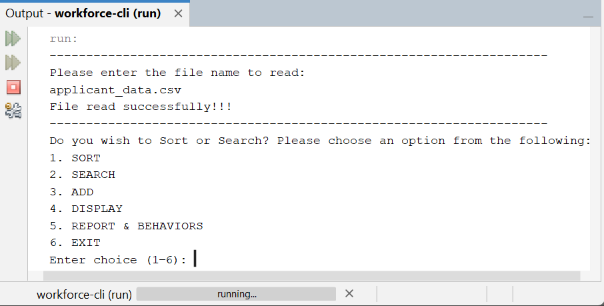 Output - workforce-cli (run) ×
run:
------------------------------------------------------------------
Please enter the file name to read:
applicant_data.csv
File read successfully!!!
------------------------------------------------------------------
Do you wish to Sort or Search? Please choose an option from the following:
1. SORT
2. SEARCH
3. ADD
4. DISPLAY
5. REPORT & BEHAVIORS
6. EXIT
Enter choice (1-6):
workforce-cli (run) running...